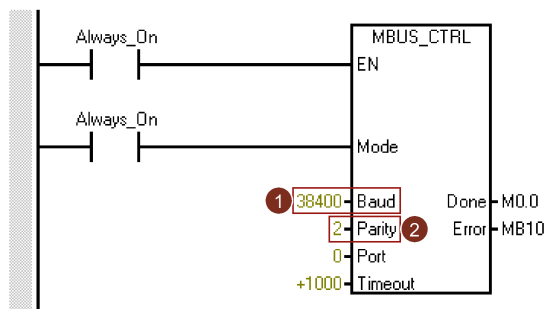 Always_On
MBUS_CTRL
EN
Always_On
Mode
1 38400 Baud Done M0.0
2 Parity 2 Error MB10
0 Port
+1000 Timeout